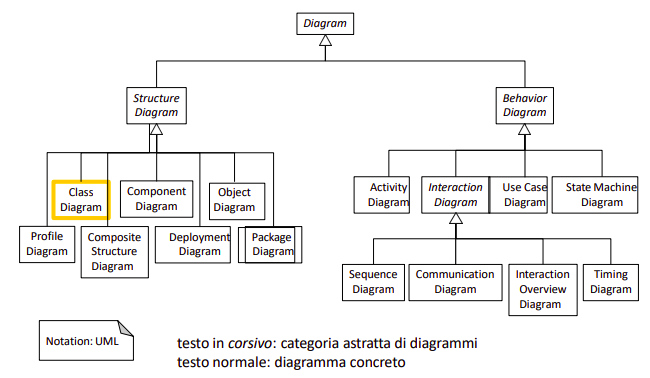 Diagram
Structure
Diagram
Behavior
Diagram
Class
Diagram
Component
Diagram
Object
Diagram
Activity
Diagram
Interaction
Diagram
Use Case
Diagram
State Machine
Diagram
Profile
Diagram
Composite
Structure
Diagram
Deployment
Diagram
Package
Diagram
Sequence
Diagram
Communication
Diagram
Interaction
Overview
Diagram
Timing
Diagram
Notation: UML
testo in corsivo: categoria astratta di diagrammi
testo normale: diagramma concreto